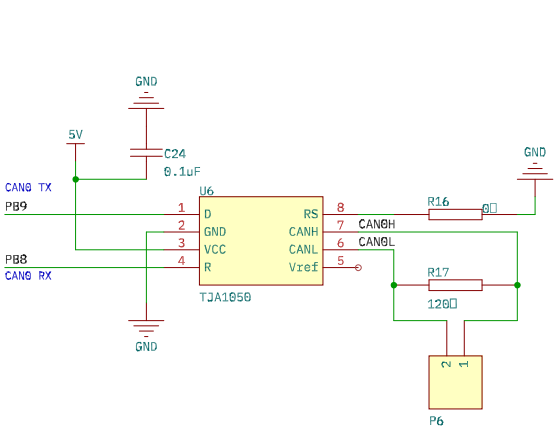 GND
5V
C24
0.1uF
GND
CAN0 TX
U6
R16
0
PB9
1
D
RS
8
CAN0H
2
GND
CANH
7
CAN0L
3
VCC
CANL
6
PB8
4
R
Vref
5
CAN0 RX
R17
TJA1050
120
GND
2
1
P6